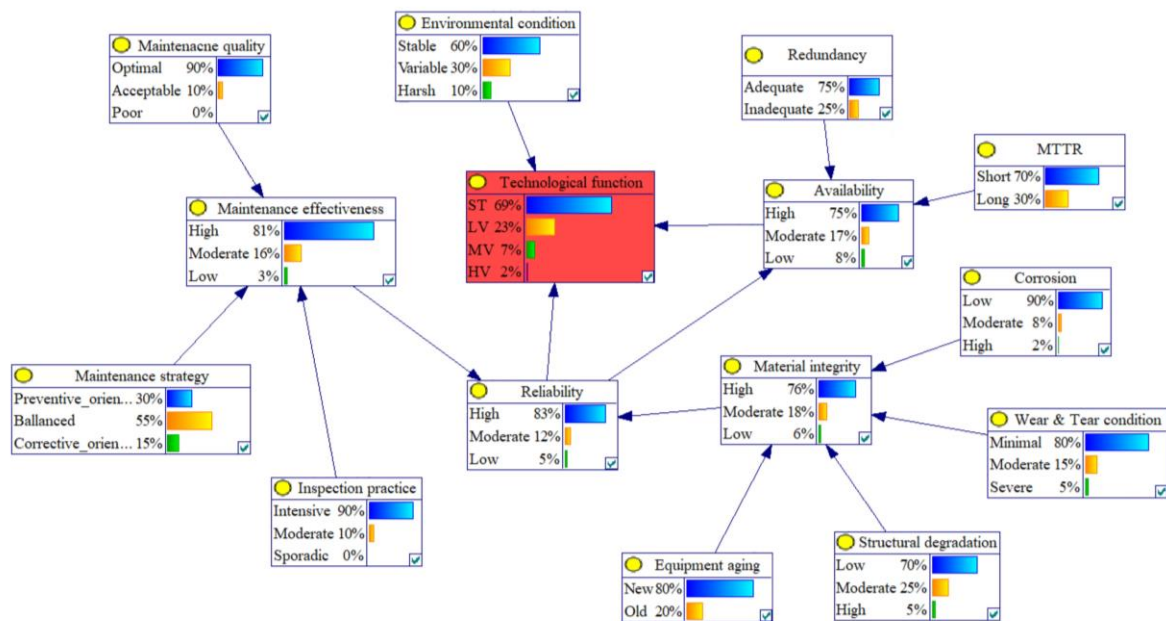 Maintenacne quality
Optimal 90%
Acceptable 10%
Poor 0%
Environmental condition
Stable 60%
Variable 30%
Harsh 10%
Redundancy
Adequate 75%
Inadequate 25%
MTTR
Short 70%
Long 30%
Technological function
ST 69%
LV 23%
MV 7%
HV 2%
Availability
High 75%
Moderate 17%
Low 8%
Maintenance effectiveness
High 81%
Moderate 16%
Low 3%
Corrosion
Low 90%
Moderate 8%
High 2%
Maintenance strategy
Preventive_orien... 30%
Ballanced 55%
Corrective_orien... 15%
Reliability
High 83%
Moderate 12%
Low 5%
Material integrity
High 76%
Moderate 18%
Low 6%
Wear & Tear condition
Minimal 80%
Moderate 15%
Severe 5%
Inspection practice
Intensive 90%
Moderate 10%
Sporadic 0%
Equipment aging
New 80%
Old 20%
Structural degradation
Low 70%
Moderate 25%
High 5%